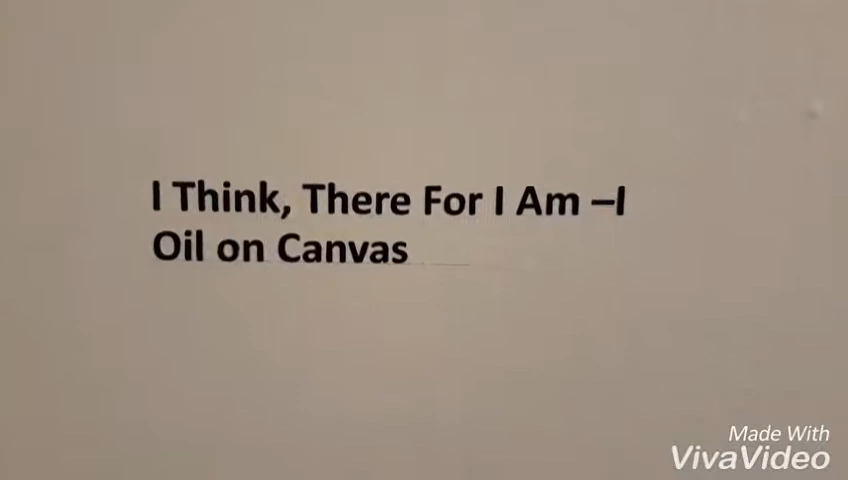 I Think, There For I Am –I
Oil on Canvas
Made With
VivaVideo